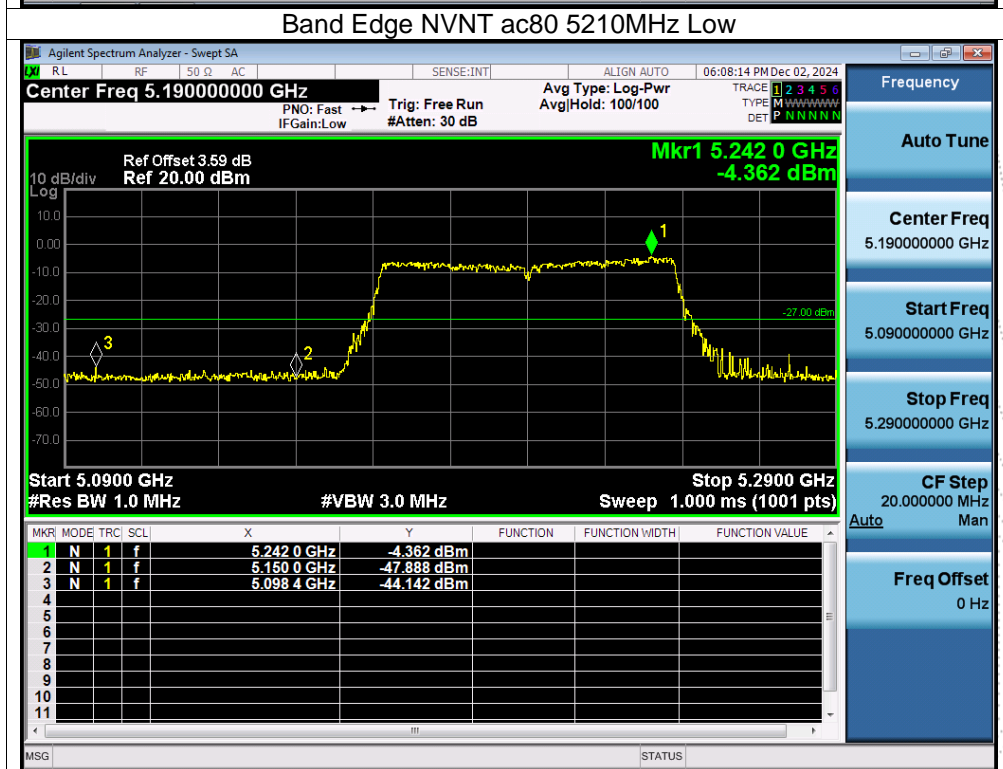 Band Edge NVNT ac80 5210MHz Low
Agilent Spectrum Analyzer - Swept SA
LXI RL RF 50 Ω AC SENSE:INT ALIGN AUTO 06:08:14 PM Dec 02, 2024
Center Freq 5.190000000 GHz
PNO: Fast
IFGain:Low
Trig: Free Run
#Atten: 30 dB
Avg Type: Log-Pwr
Avg|Hold: 100/100
TRACE 1 2 3 4 5 6
TYPE M WWWWW
DET P N N N N N
Frequency
Auto Tune
Center Freq
5.190000000 GHz
Start Freq
5.090000000 GHz
Stop Freq
5.290000000 GHz
CF Step
20.000000 MHz
Auto Man
Freq Offset
0 Hz
Mkr1 5.242 0 GHz
-4.362 dBm
Ref Offset 3.59 dB
10 dB/div Ref 20.00 dBm
Log
10.0
0.00
-10.0
-20.0
-30.0
-40.0
-50.0
-60.0
-70.0
1
-27.00 dBm
3
2
Start 5.0900 GHz Stop 5.2900 GHz
#Res BW 1.0 MHz #VBW 3.0 MHz Sweep 1.000 ms (1001 pts)
MKR MODE TRC SCL X Y FUNCTION FUNCTION WIDTH FUNCTION VALUE
1 N 1 f 5.242 0 GHz -4.362 dBm
2 N 1 f 5.150 0 GHz -47.888 dBm
3 N 1 f 5.098 4 GHz -44.142 dBm
4
5
6
7
8
9
10
11
MSG STATUS